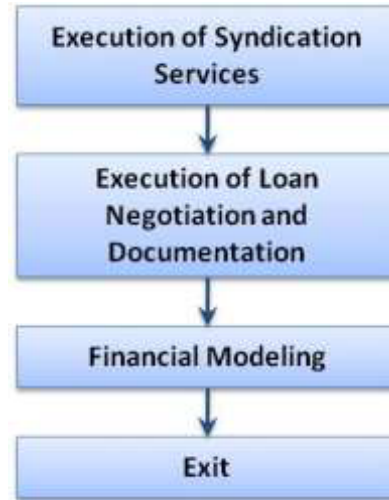 Execution of Syndication
Services
Execution of Loan
Negotiation and
Documentation
Financial Modeling
Exit